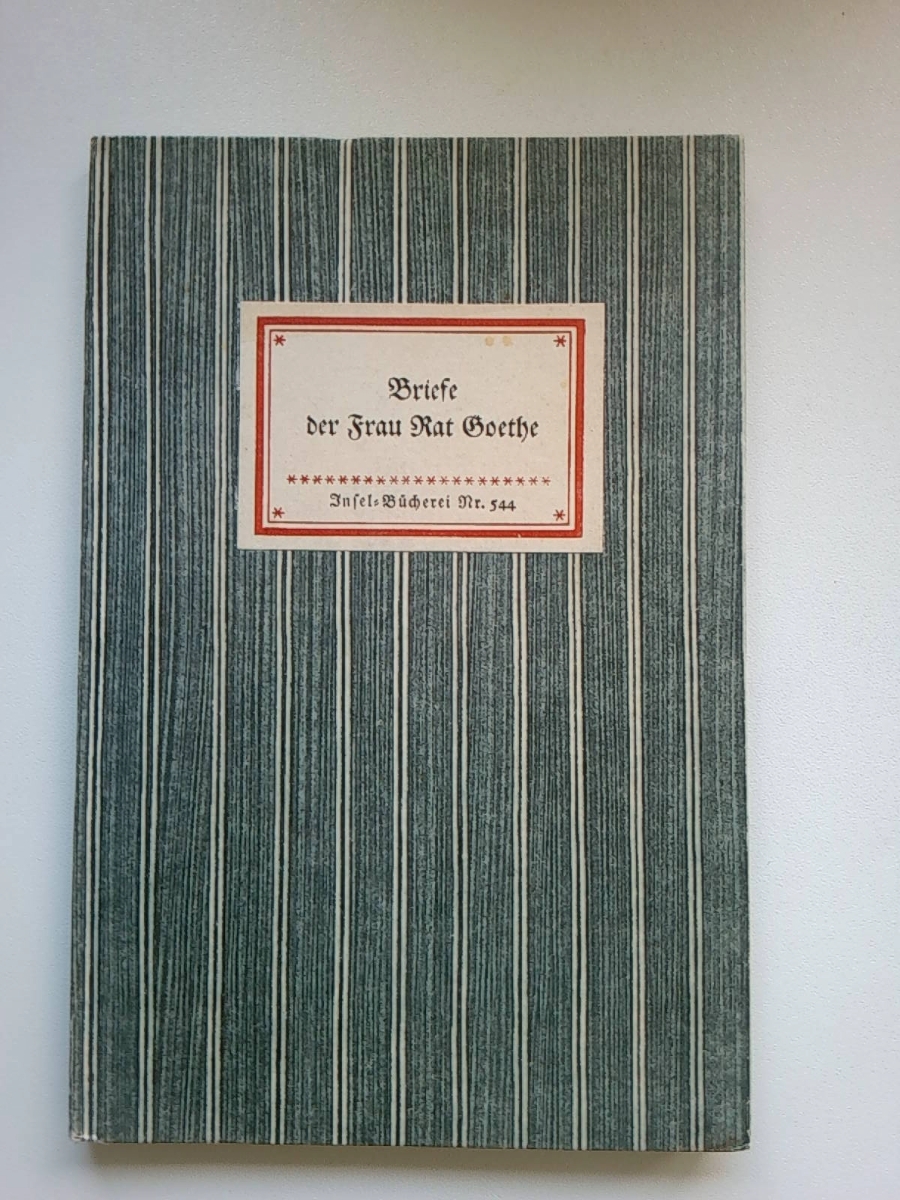 Briefe
der Frau Rat Goethe
Insel-Bücherei Nr. 544